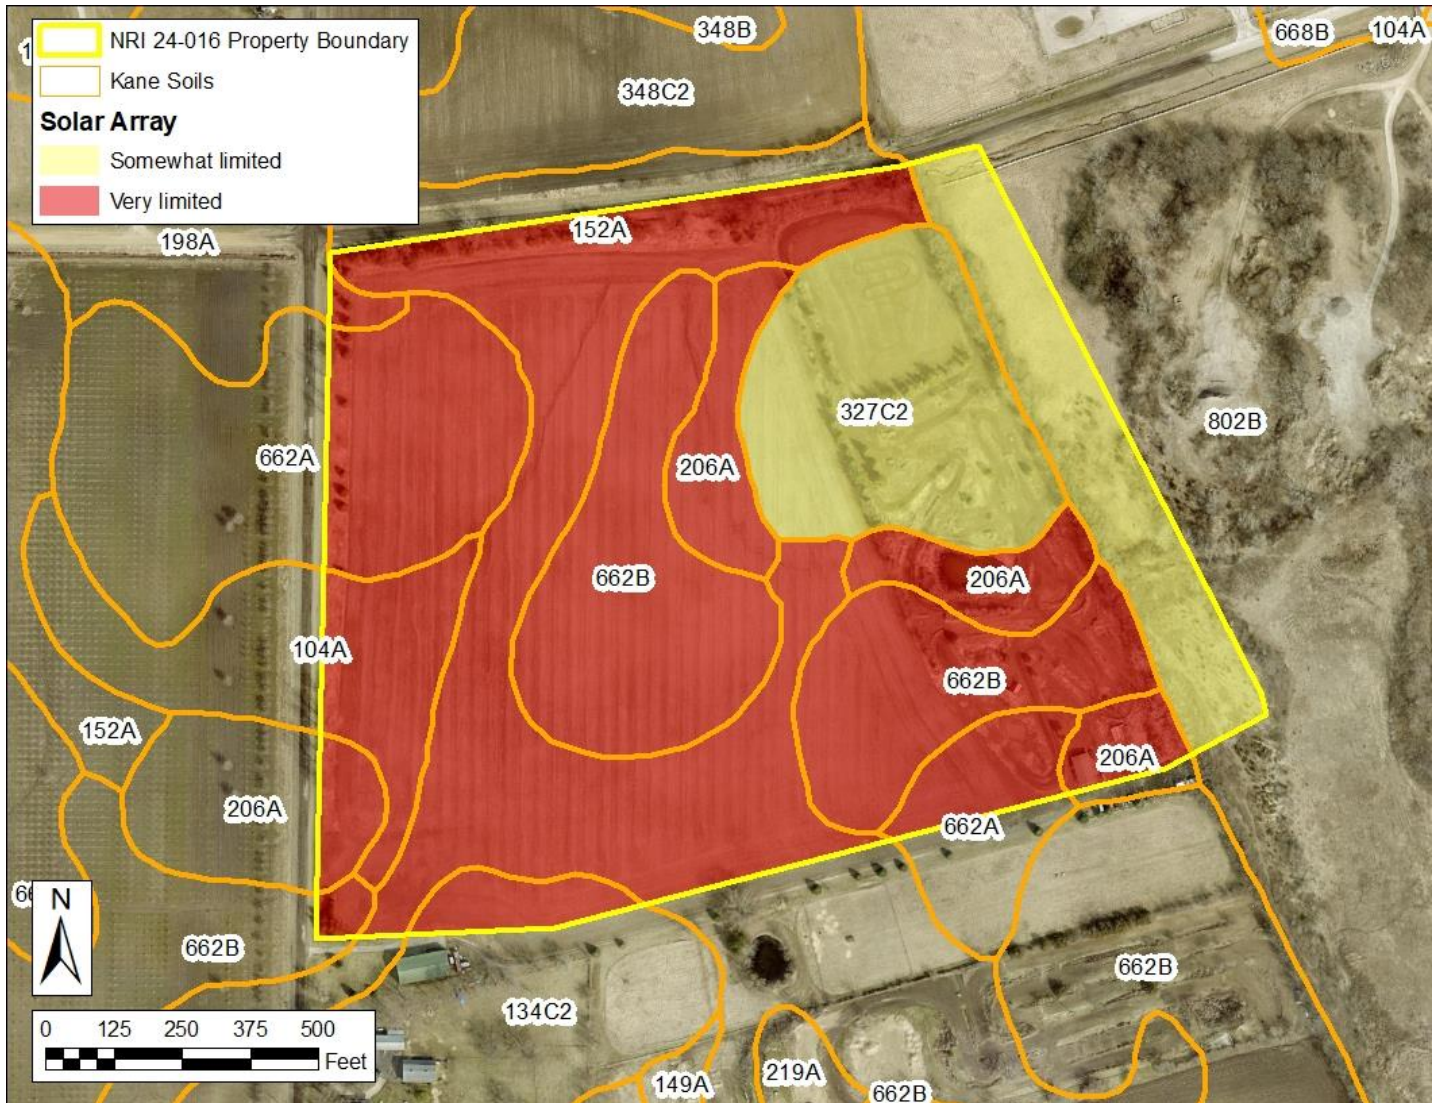 NRI 24-016 Property Boundary
Kane Soils
Solar Array
Somewhat limited
Very limited
348B
668B
104A
348C2
198A
152A
327C2
802B
662A
206A
662B
206A
104A
662B
152A
206A
206A
662A
N
662B
662B
134C2
149A
219A
662B
0 125 250 375 500
Feet